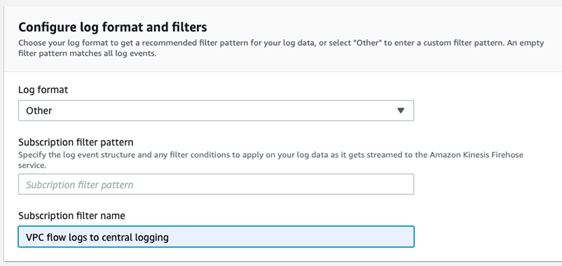 Configure log format and filters
Choose your log format to get a recommended filter pattern for your log data, or select "Other" to enter a custom filter pattern. An empty
filter pattern matches all log events.
Log format
Other
Subscription filter pattern
Specify the log event structure and any filter conditions to apply on your log data as it gets streamed to the Amazon Kinesis Firehose
service.
Subcription filter pattern
Subscription filter name
VPC flow logs to central logging